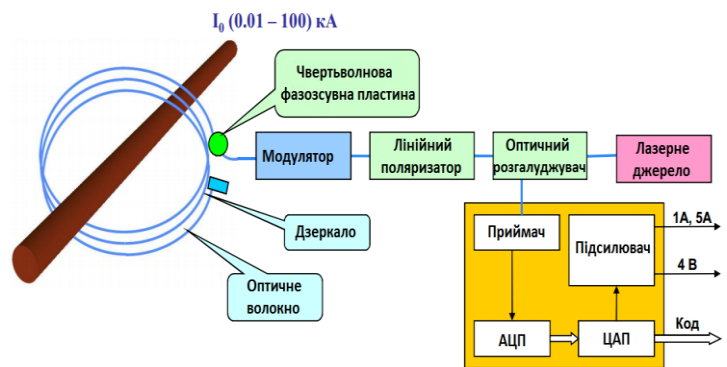 I₀ (0.01 – 100) кА
Чвертьволнова
фазозсувна пластина
Модулятор
Лінійний
поляризатор
Оптичний
розгалуджувач
Лазерне
джерело
Дзеркало
Оптичне
волокно
Приймач
Підсилювач
1А, 5А
4 В
АЦП
ЦАП
Код